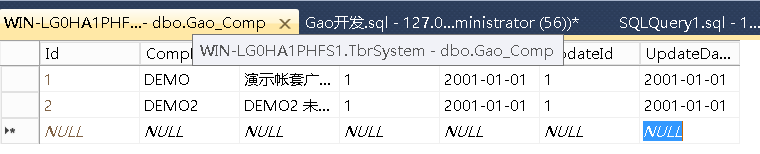 WIN-LG0HA1PHF...- dbo.Gao_Comp Gao开发.sql - 127.0...ministrator (56))* SQLQuery1.sql - 1...
WIN-LG0HA1PHFS1.TbrSystem - dbo.Gao_Comp
Id Comp pdateId UpdateDa...
1 DEMO 演示帐套广... 1 2001-01-01 1 2001-01-01
2 DEMO2 DEMO2 未... 1 2001-01-01 1 2001-01-01
NULL NULL NULL NULL NULL NULL NULL